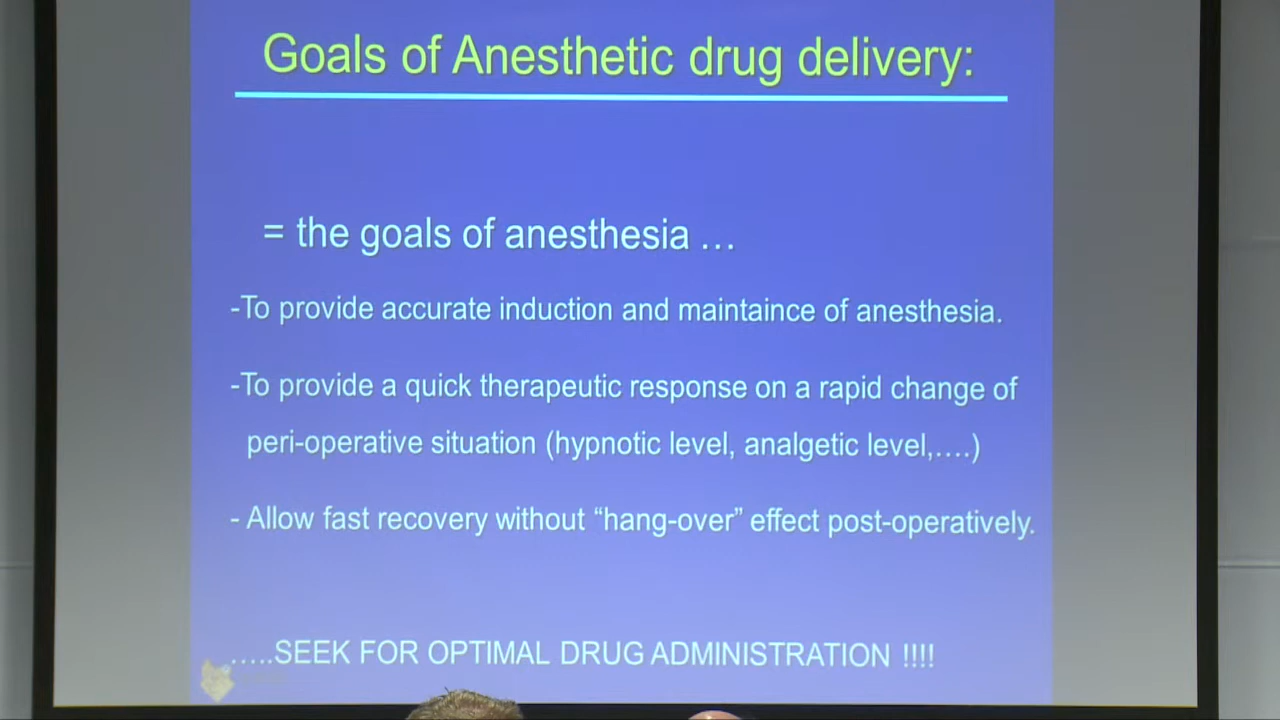 Goals of Anesthetic drug delivery:
= the goals of anesthesia …
-To provide accurate induction and maintaince of anesthesia.
-To provide a quick therapeutic response on a rapid change of
peri-operative situation (hypnotic level, analgetic level,….)
- Allow fast recovery without “hang-over” effect post-operatively.
…..SEEK FOR OPTIMAL DRUG ADMINISTRATION !!!!